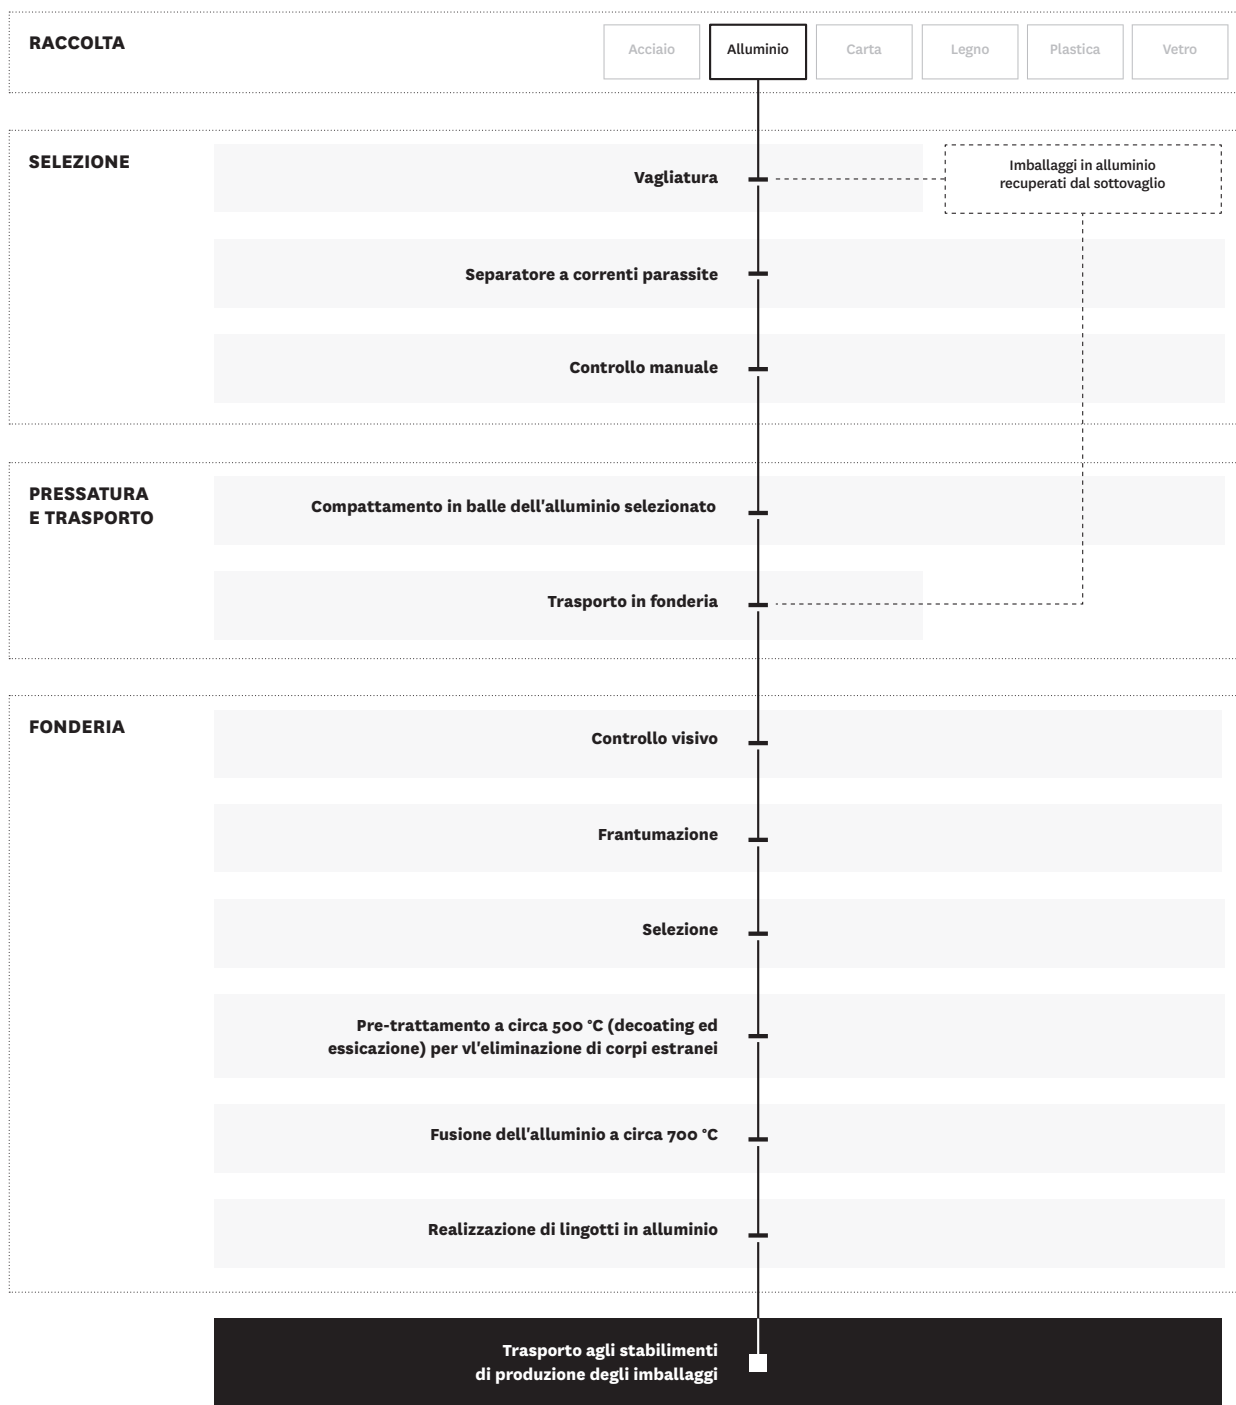 RACCOLTA
Acciaio
Alluminio
Carta
Legno
Plastica
Vetro
SELEZIONE
Vagliatura
Imballaggi in alluminio
recuperati dal sottovaglio
Separatore a correnti parassite
Controllo manuale
PRESSATURA
E TRASPORTO
Compattamento in balle dell'alluminio selezionato
Trasporto in fonderia
FONDERIA
Controllo visivo
Frantumazione
Selezione
Pre-trattamento a circa 500 °C (decoating ed
essicazione) per vl'eliminazione di corpi estranei
Fusione dell'alluminio a circa 700 °C
Realizzazione di lingotti in alluminio
Trasporto agli stabilimenti
di produzione degli imballaggi